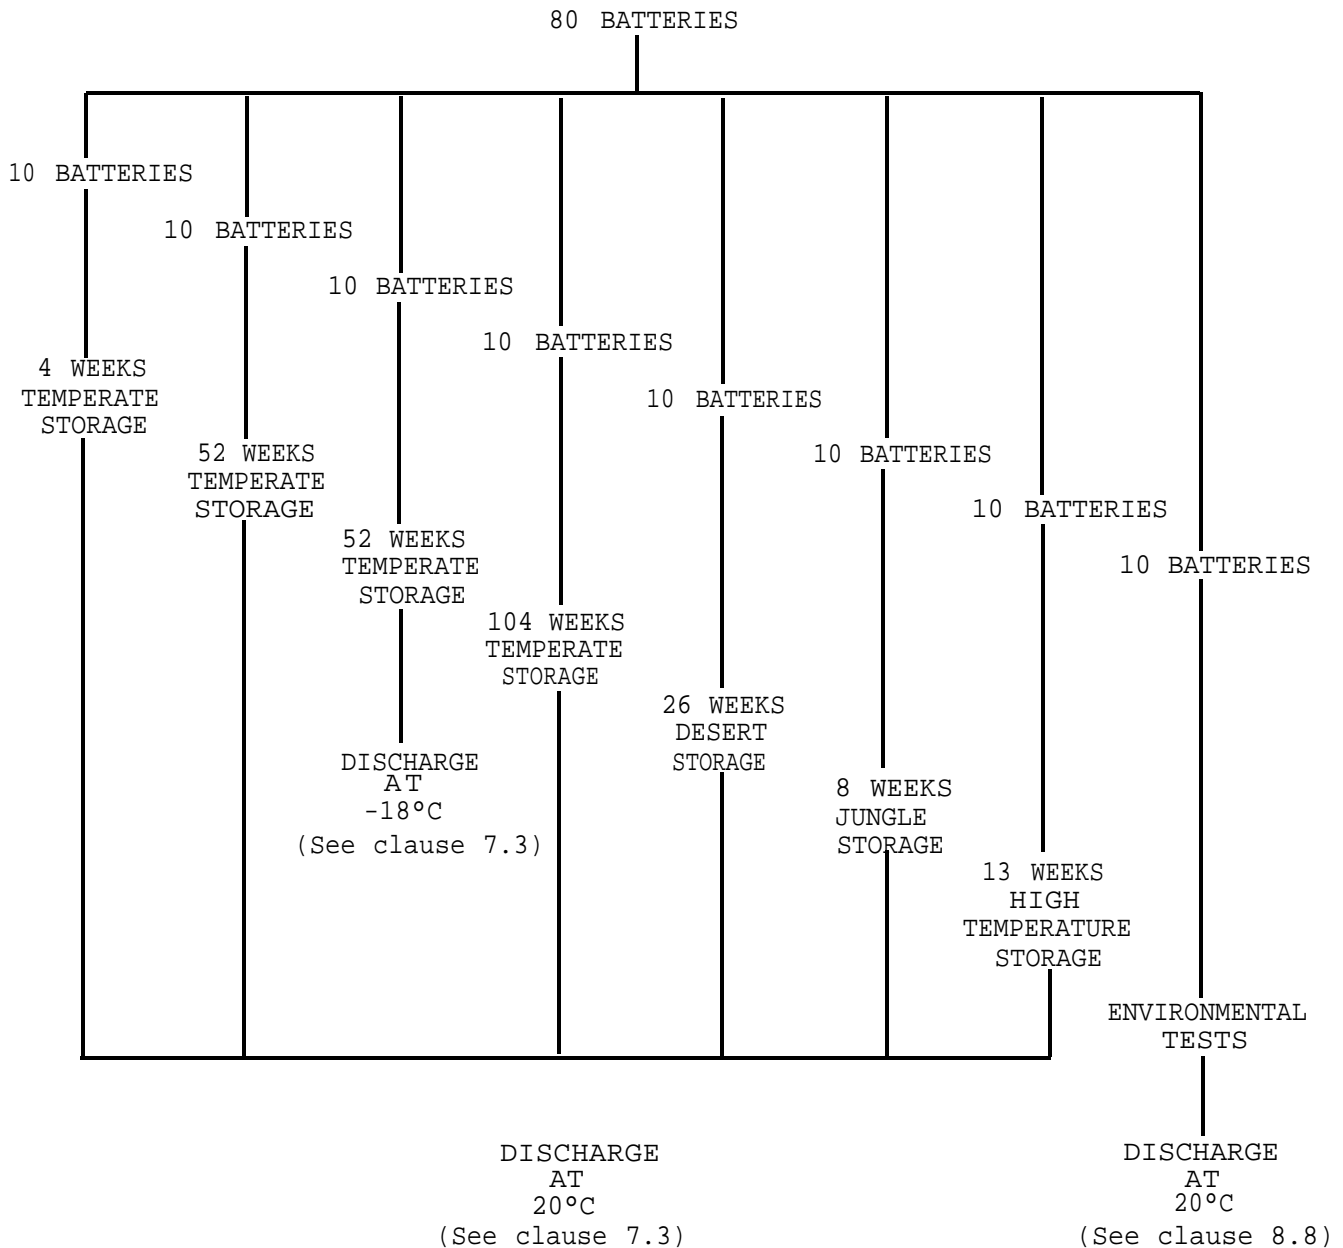 80 BATTERIES
10 BATTERIES
10 BATTERIES
10 BATTERIES
10 BATTERIES
10 BATTERIES
10 BATTERIES
10 BATTERIES
10 BATTERIES
4 WEEKS
TEMPERATE
STORAGE
52 WEEKS
TEMPERATE
STORAGE
52 WEEKS
TEMPERATE
STORAGE
DISCHARGE
AT
-18°C
(See clause 7.3)
104 WEEKS
TEMPERATE
STORAGE
26 WEEKS
DESERT
STORAGE
8 WEEKS
JUNGLE
STORAGE
13 WEEKS
HIGH
TEMPERATURE
STORAGE
ENVIRONMENTAL
TESTS
DISCHARGE
AT
20°C
(See clause 7.3)
DISCHARGE
AT
20°C
(See clause 8.8)